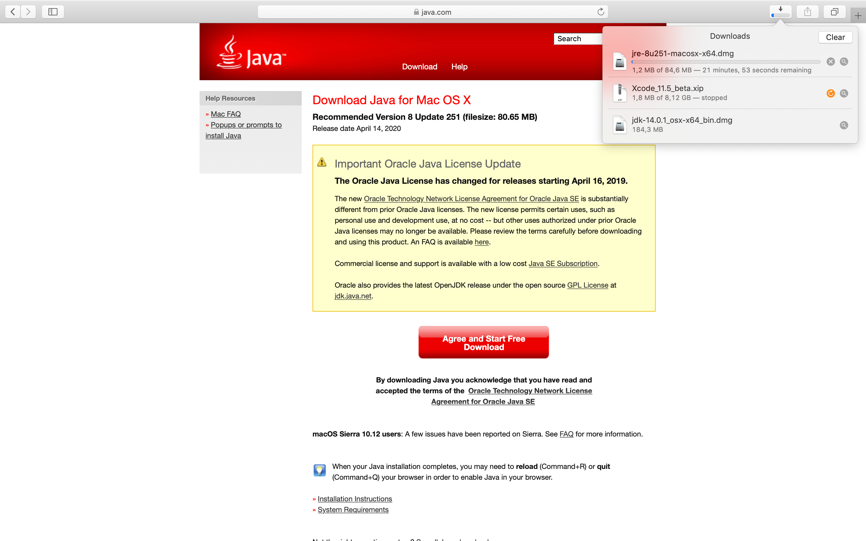 java.com
Downloads
Clear
jre-8u251-macosx-x64.dmg
1,2 MB of 84,6 MB — 21 minutes, 53 seconds remaining
Xcode_11.5_beta.xip
1,8 MB of 8,12 GB — stopped
jdk-14.0.1_osx-x64_bin.dmg
184,3 MB
Java™
Search
Download Help
Help Resources
» Mac FAQ
» Popups or prompts to
install Java
Download Java for Mac OS X
Recommended Version 8 Update 251 (filesize: 80.65 MB)
Release date April 14, 2020
Important Oracle Java License Update
The Oracle Java License has changed for releases starting April 16, 2019.
The new Oracle Technology Network License Agreement for Oracle Java SE is substantially
different from prior Oracle Java licenses. The new license permits certain uses, such as
personal use and development use, at no cost -- but other uses authorized under prior Oracle
Java licenses may no longer be available. Please review the terms carefully before downloading
and using this product. An FAQ is available here.
Commercial license and support is available with a low cost Java SE Subscription.
Oracle also provides the latest OpenJDK release under the open source GPL License at
jdk.java.net.
Agree and Start Free
Download
By downloading Java you acknowledge that you have read and
accepted the terms of the Oracle Technology Network License
Agreement for Oracle Java SE
macOS Sierra 10.12 users: A few issues have been reported on Sierra. See FAQ for more information.
When your Java installation completes, you may need to reload (Command+R) or quit
(Command+Q) your browser in order to enable Java in your browser.
» Installation Instructions
» System Requirements